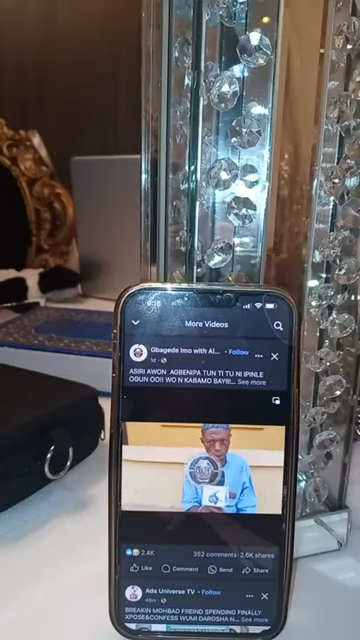 More Videos
Gbagede Imo with Al... · Follow
1d
ASIRI AWON AGBENIPA TUN TI TU NI IPINLE
OGUN OO!! WO N KABAMO BAYII!... See more
2.4K
352 comments 2.6K shares
Like Comment Send Share
Ada Universe TV · Follow
49m
BREAKIN MOHBAD FREIND SPENDING FINALLY
XPOSE&CONFESS WUMI DAROSHA N... See more